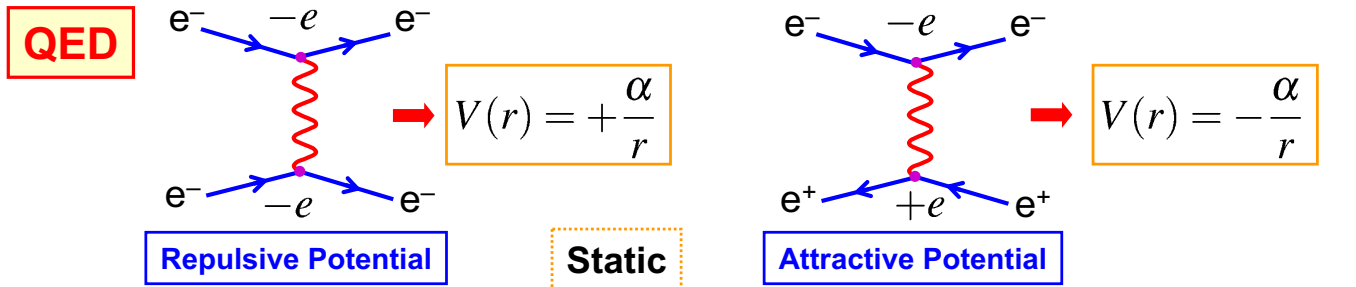 QED
e⁻ −e e⁻
e⁻ −e e⁻
V(r) = +α/r
Repulsive Potential
Static
e⁻ −e e⁻
e⁺ +e e⁺
V(r) = −α/r
Attractive Potential